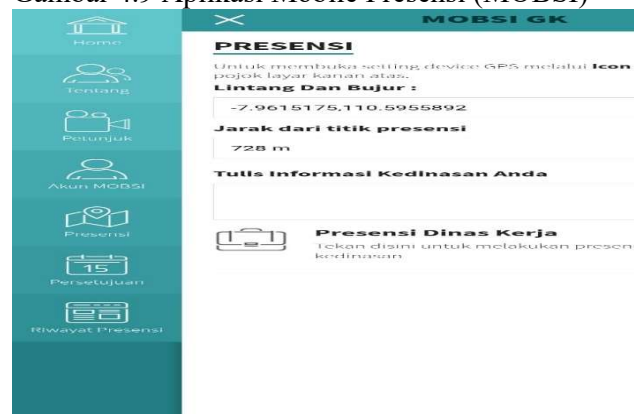 Gambar 4.9 Aplikasi Mobile Presensi (MOBSI)
MOBSI GK
Home
Tentang
Petunjuk
Akun MOBSI
Presensi
15
Persetujuan
Riwayat Presensi
PRESENSI
Untuk membuka setting device GPS melalui Icon
pojok layar kanan atas.
Lintang Dan Bujur :
-7.9615175,110.5955892
Jarak dari titik presensi
728 m
Tulis Informasi Kedinasan Anda
Presensi Dinas Kerja
Tekan disini untuk melakukan presen
kedinasan